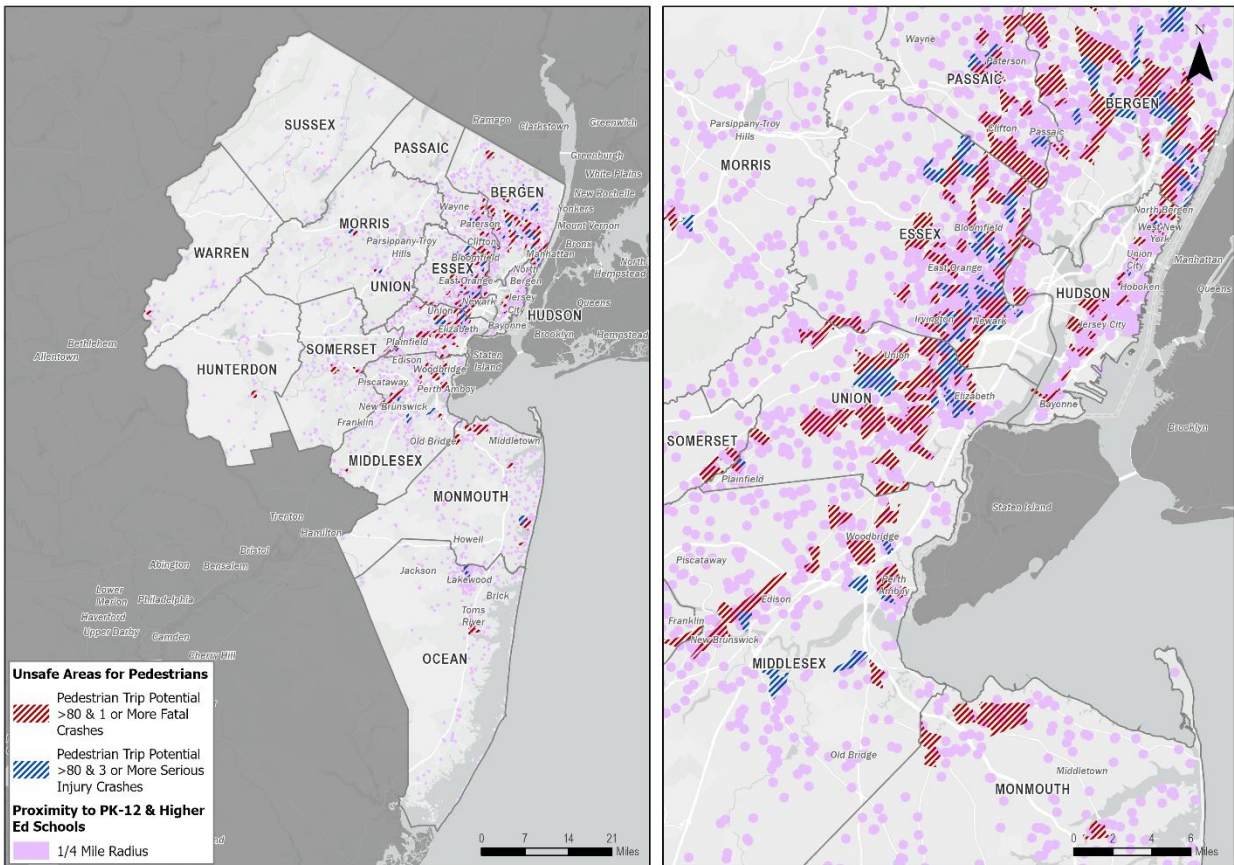 Ramapo
Clarkstown
Greenwich
SUSSEX
PASSAIC
Greenburgh
White Plains
BERGEN
New Rochelle
Wayne
Yonkers
MORRIS
Paterson
Mount Vernon
Parsippany-Troy
Hills
Clifton
Bronx
WARREN
Bloomfield
Manhattan
ESSEX
North
Hempstead
East Orange
North
Bergen
UNION
Newark
Jersey
City
Queens
Union
HUDSON
Elizabeth
Bayonne
Hempstead
Brooklyn
Bethlehem
Allentown
SOMERSET
Plainfield
Staten
Island
Edison
Woodbridge
HUNTERDON
Piscataway
Perth Amboy
New Brunswick
Franklin
Old Bridge
Middletown
MIDDLESEX
MONMOUTH
Trenton
Hamilton
Howell
Bristol
Abington
Bensalem
Jackson
Lakewood
Lower
Merion
Philadelphia
Brick
Haverford
Toms
River
Upper Darby
Camden
Cherry Hill
OCEAN
Unsafe Areas for Pedestrians
Pedestrian Trip Potential
>80 & 1 or More Fatal
Crashes
Pedestrian Trip Potential
>80 & 3 or More Serious
Injury Crashes
Proximity to PK-12 & Higher
Ed Schools
1/4 Mile Radius
0 7 14 21
Miles
N
Wayne
Paterson
PASSAIC
BERGEN
Parsippany-Troy
Hills
Clifton
Passaic
MORRIS
North Bergen
West New
York
ESSEX
Bloomfield
Union
City
East Orange
Manhattan
Hoboken
HUDSON
Queens
Irvington
Newark
Jersey City
Union
UNION
Elizabeth
Bayonne
SOMERSET
Brooklyn
Plainfield
Staten Island
Woodbridge
Piscataway
Perth
Amboy
Edison
Franklin
New Brunswick
MIDDLESEX
Old Bridge
Middletown
MONMOUTH
0 2 4 6
Miles